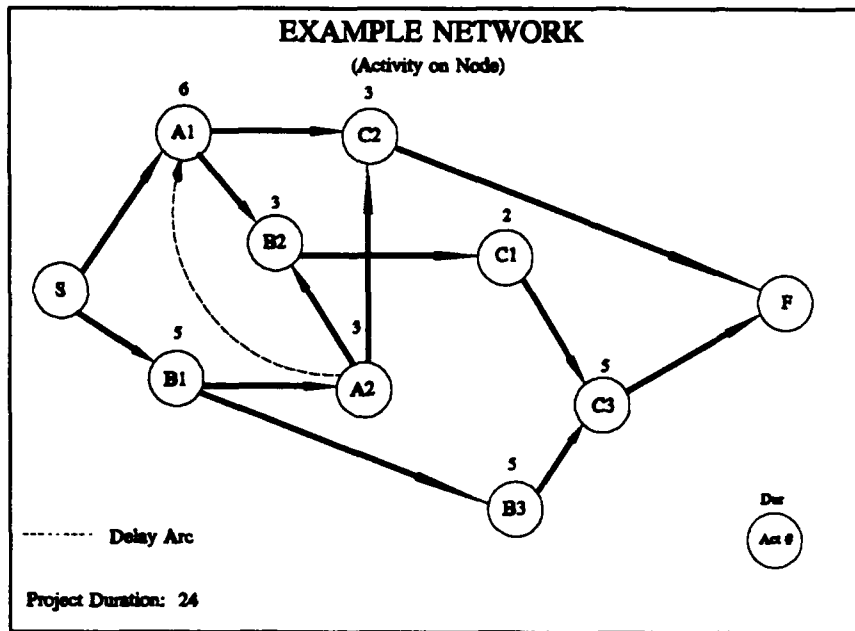 EXAMPLE NETWORK
(Activity on Node)
6
3
A1
C2
3
B2
2
C1
S
F
5
B1
3
A2
5
C3
5
B3
Dur
Act #
Delay Arc
Project Duration: 24